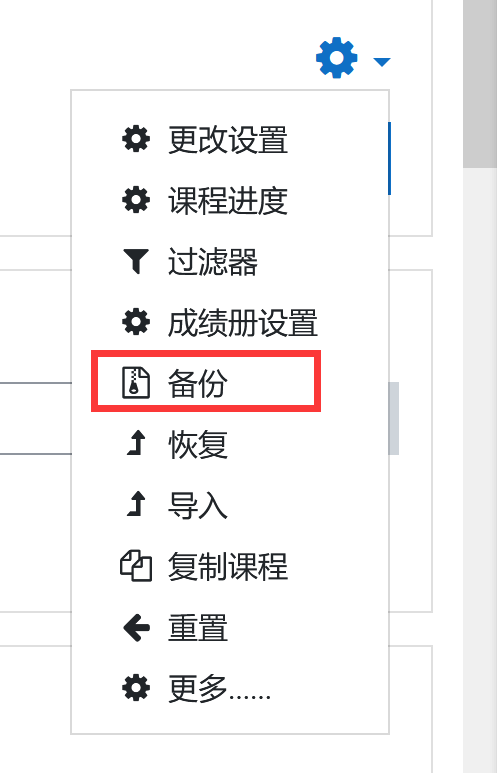 更改设置
课程进度
过滤器
成绩册设置
备份
恢复
导入
复制课程
重置
更多......